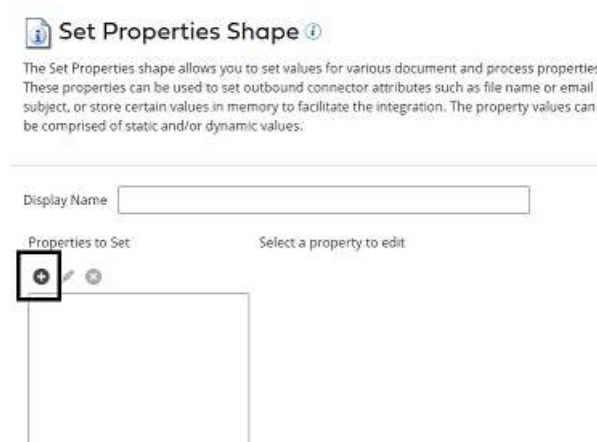 Set Properties Shape
The Set Properties shape allows you to set values for various document and process properties
These properties can be used to set outbound connector attributes such as file name or email
subject, or store certain values in memory to facilitate the integration. The property values can
be comprised of static and/or dynamic values.
Display Name
Properties to Set
Select a property to edit